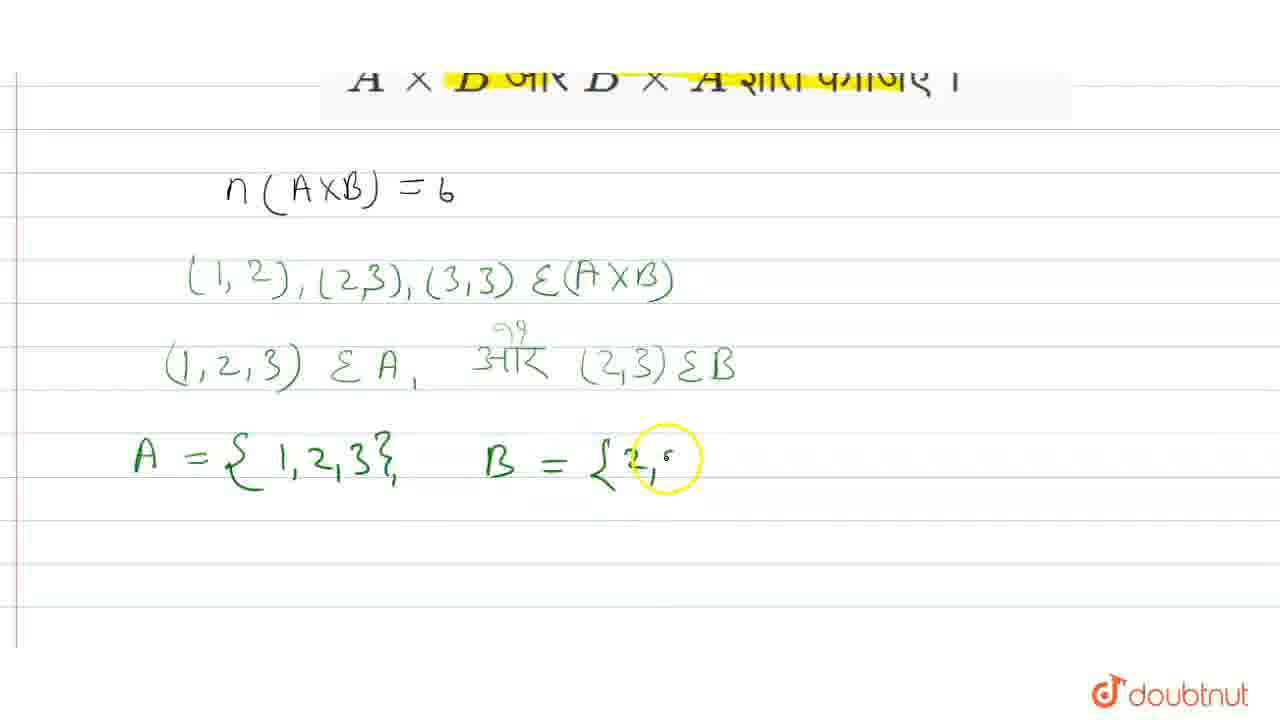 A × B और B × A ज्ञात कीजिए ।
n (A×B) = 6
(1, 2), (2,3), (3,3) Σ (A×B)
(1, 2, 3) Σ A, और (2,3) Σ B
A = { 1, 2, 3}, B = {2,
doubtnut